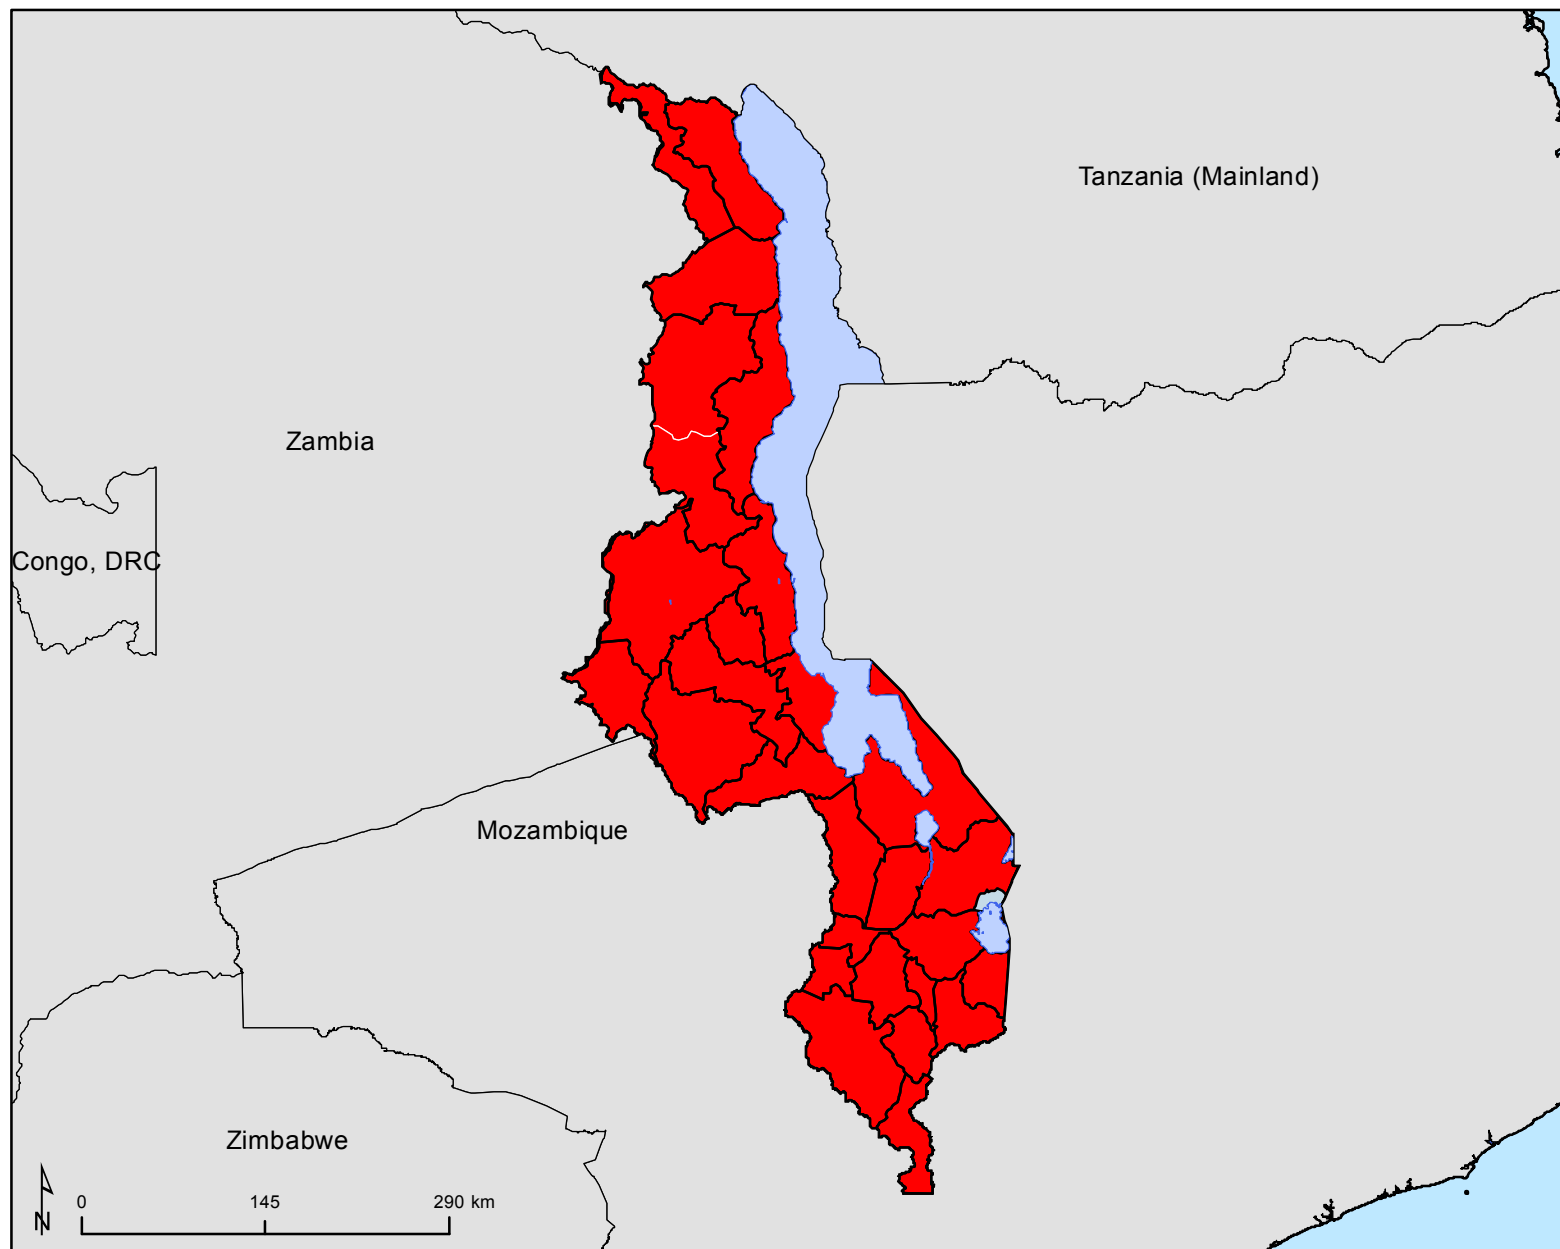 Tanzania (Mainland)
Zambia
Congo, DRC
Mozambique
Zimbabwe
N
0 145 290 km